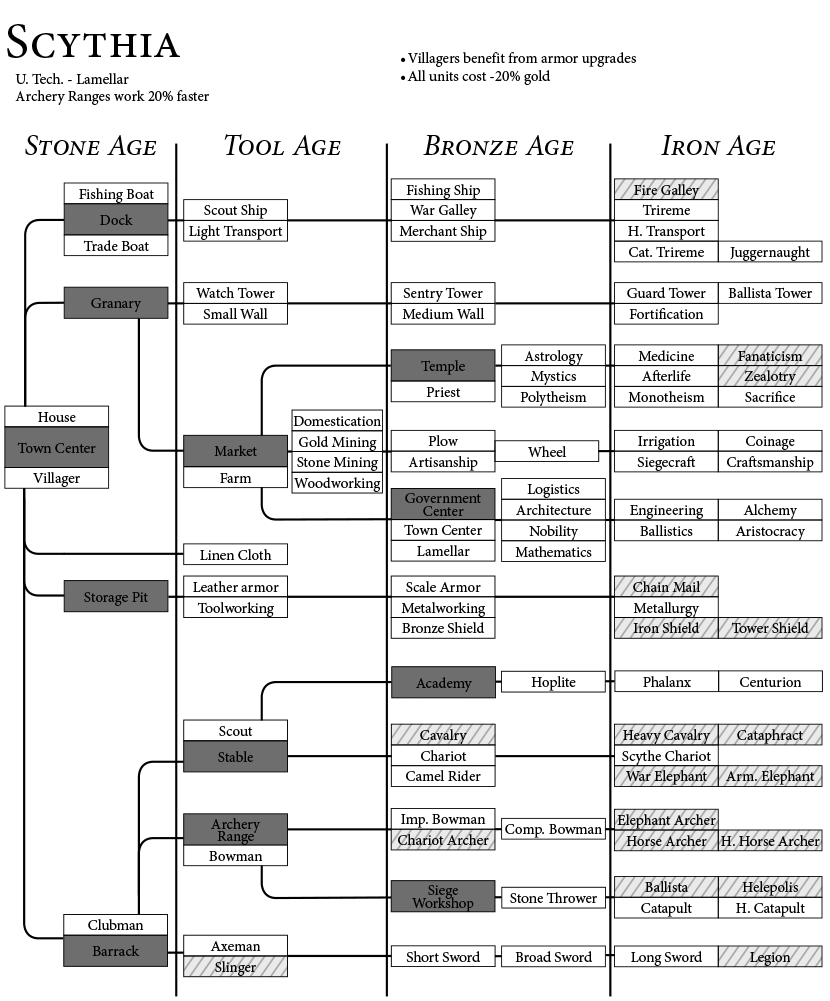 SCYTHIA
U. Tech. - Lamellar
Archery Ranges work 20% faster
• Villagers benefit from armor upgrades
• All units cost -20% gold
STONE AGE
TOOL AGE
BRONZE AGE
IRON AGE
Fishing Boat
Dock
Trade Boat
Scout Ship
Light Transport
Fishing Ship
War Galley
Merchant Ship
Fire Galley
Trireme
H. Transport
Cat. Trireme
Juggernaught
Granary
Watch Tower
Small Wall
Sentry Tower
Medium Wall
Guard Tower
Ballista Tower
Fortification
Temple
Priest
Astrology
Mystics
Polytheism
Medicine
Fanaticism
Afterlife
Zealotry
Monotheism
Sacrifice
House
Town Center
Villager
Market
Farm
Domestication
Gold Mining
Stone Mining
Woodworking
Plow
Artisanship
Wheel
Irrigation
Coinage
Siegecraft
Craftsmanship
Government
Center
Town Center
Lamellar
Logistics
Architecture
Nobility
Mathematics
Engineering
Alchemy
Ballistics
Aristocracy
Linen Cloth
Storage Pit
Leather armor
Toolworking
Scale Armor
Metalworking
Bronze Shield
Chain Mail
Metallurgy
Iron Shield
Tower Shield
Academy
Hoplite
Phalanx
Centurion
Scout
Stable
Cavalry
Chariot
Camel Rider
Heavy Cavalry
Cataphract
Scythe Chariot
War Elephant
Arm. Elephant
Archery
Range
Bowman
Imp. Bowman
Chariot Archer
Comp. Bowman
Elephant Archer
Horse Archer
H. Horse Archer
Siege
Workshop
Stone Thrower
Ballista
Helepolis
Catapult
H. Catapult
Clubman
Barrack
Axeman
Slinger
Short Sword
Broad Sword
Long Sword
Legion